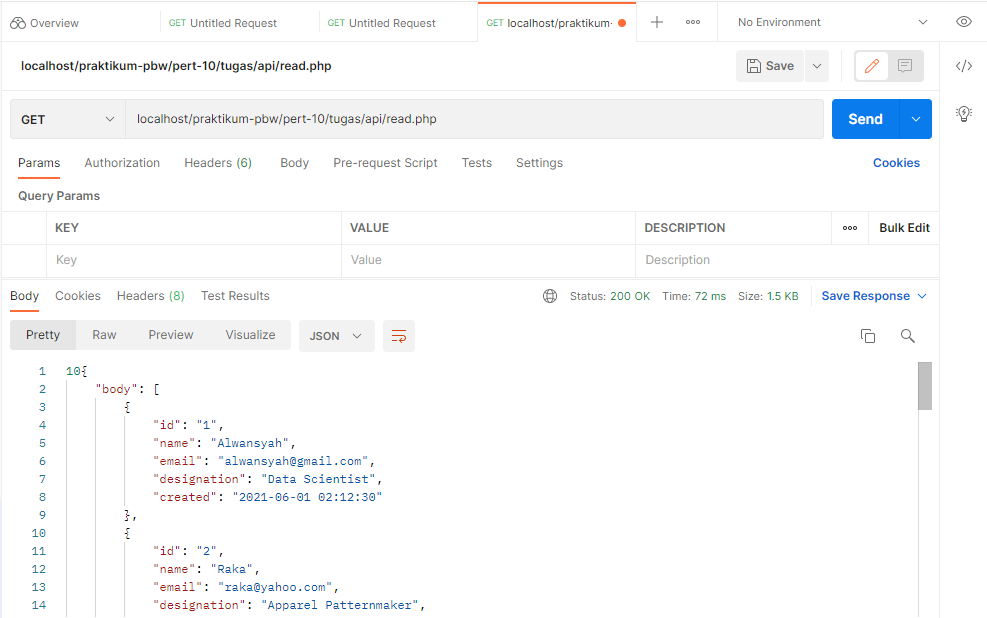 Overview GET Untitled Request GET Untitled Request GET localhost/praktikum- No Environment
localhost/praktikum-pbw/pert-10/tugas/api/read.php Save </>
GET localhost/praktikum-pbw/pert-10/tugas/api/read.php Send
Params Authorization Headers (6) Body Pre-request Script Tests Settings Cookies
Query Params
KEY VALUE DESCRIPTION Bulk Edit
Key Value Description
Body Cookies Headers (8) Test Results Status: 200 OK Time: 72 ms Size: 1.5 KB Save Response
Pretty Raw Preview Visualize JSON
1 10{
2 "body": [
3 {
4 "id": "1",
5 "name": "Alwansyah",
6 "email": "alwansyah@gmail.com",
7 "designation": "Data Scientist",
8 "created": "2021-06-01 02:12:30"
9 },
10 {
11 "id": "2",
12 "name": "Raka",
13 "email": "raka@yahoo.com",
14 "designation": "Apparel Patternmaker",